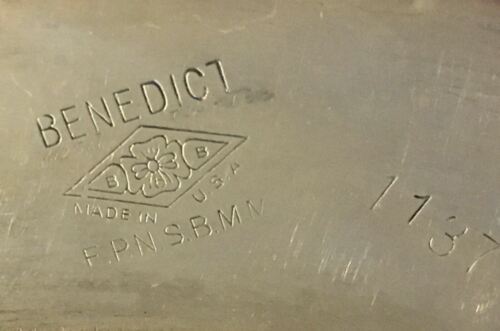 BENEDICT
B B
MADE IN U.S.A
E.P.N.S.B.M.M
1137